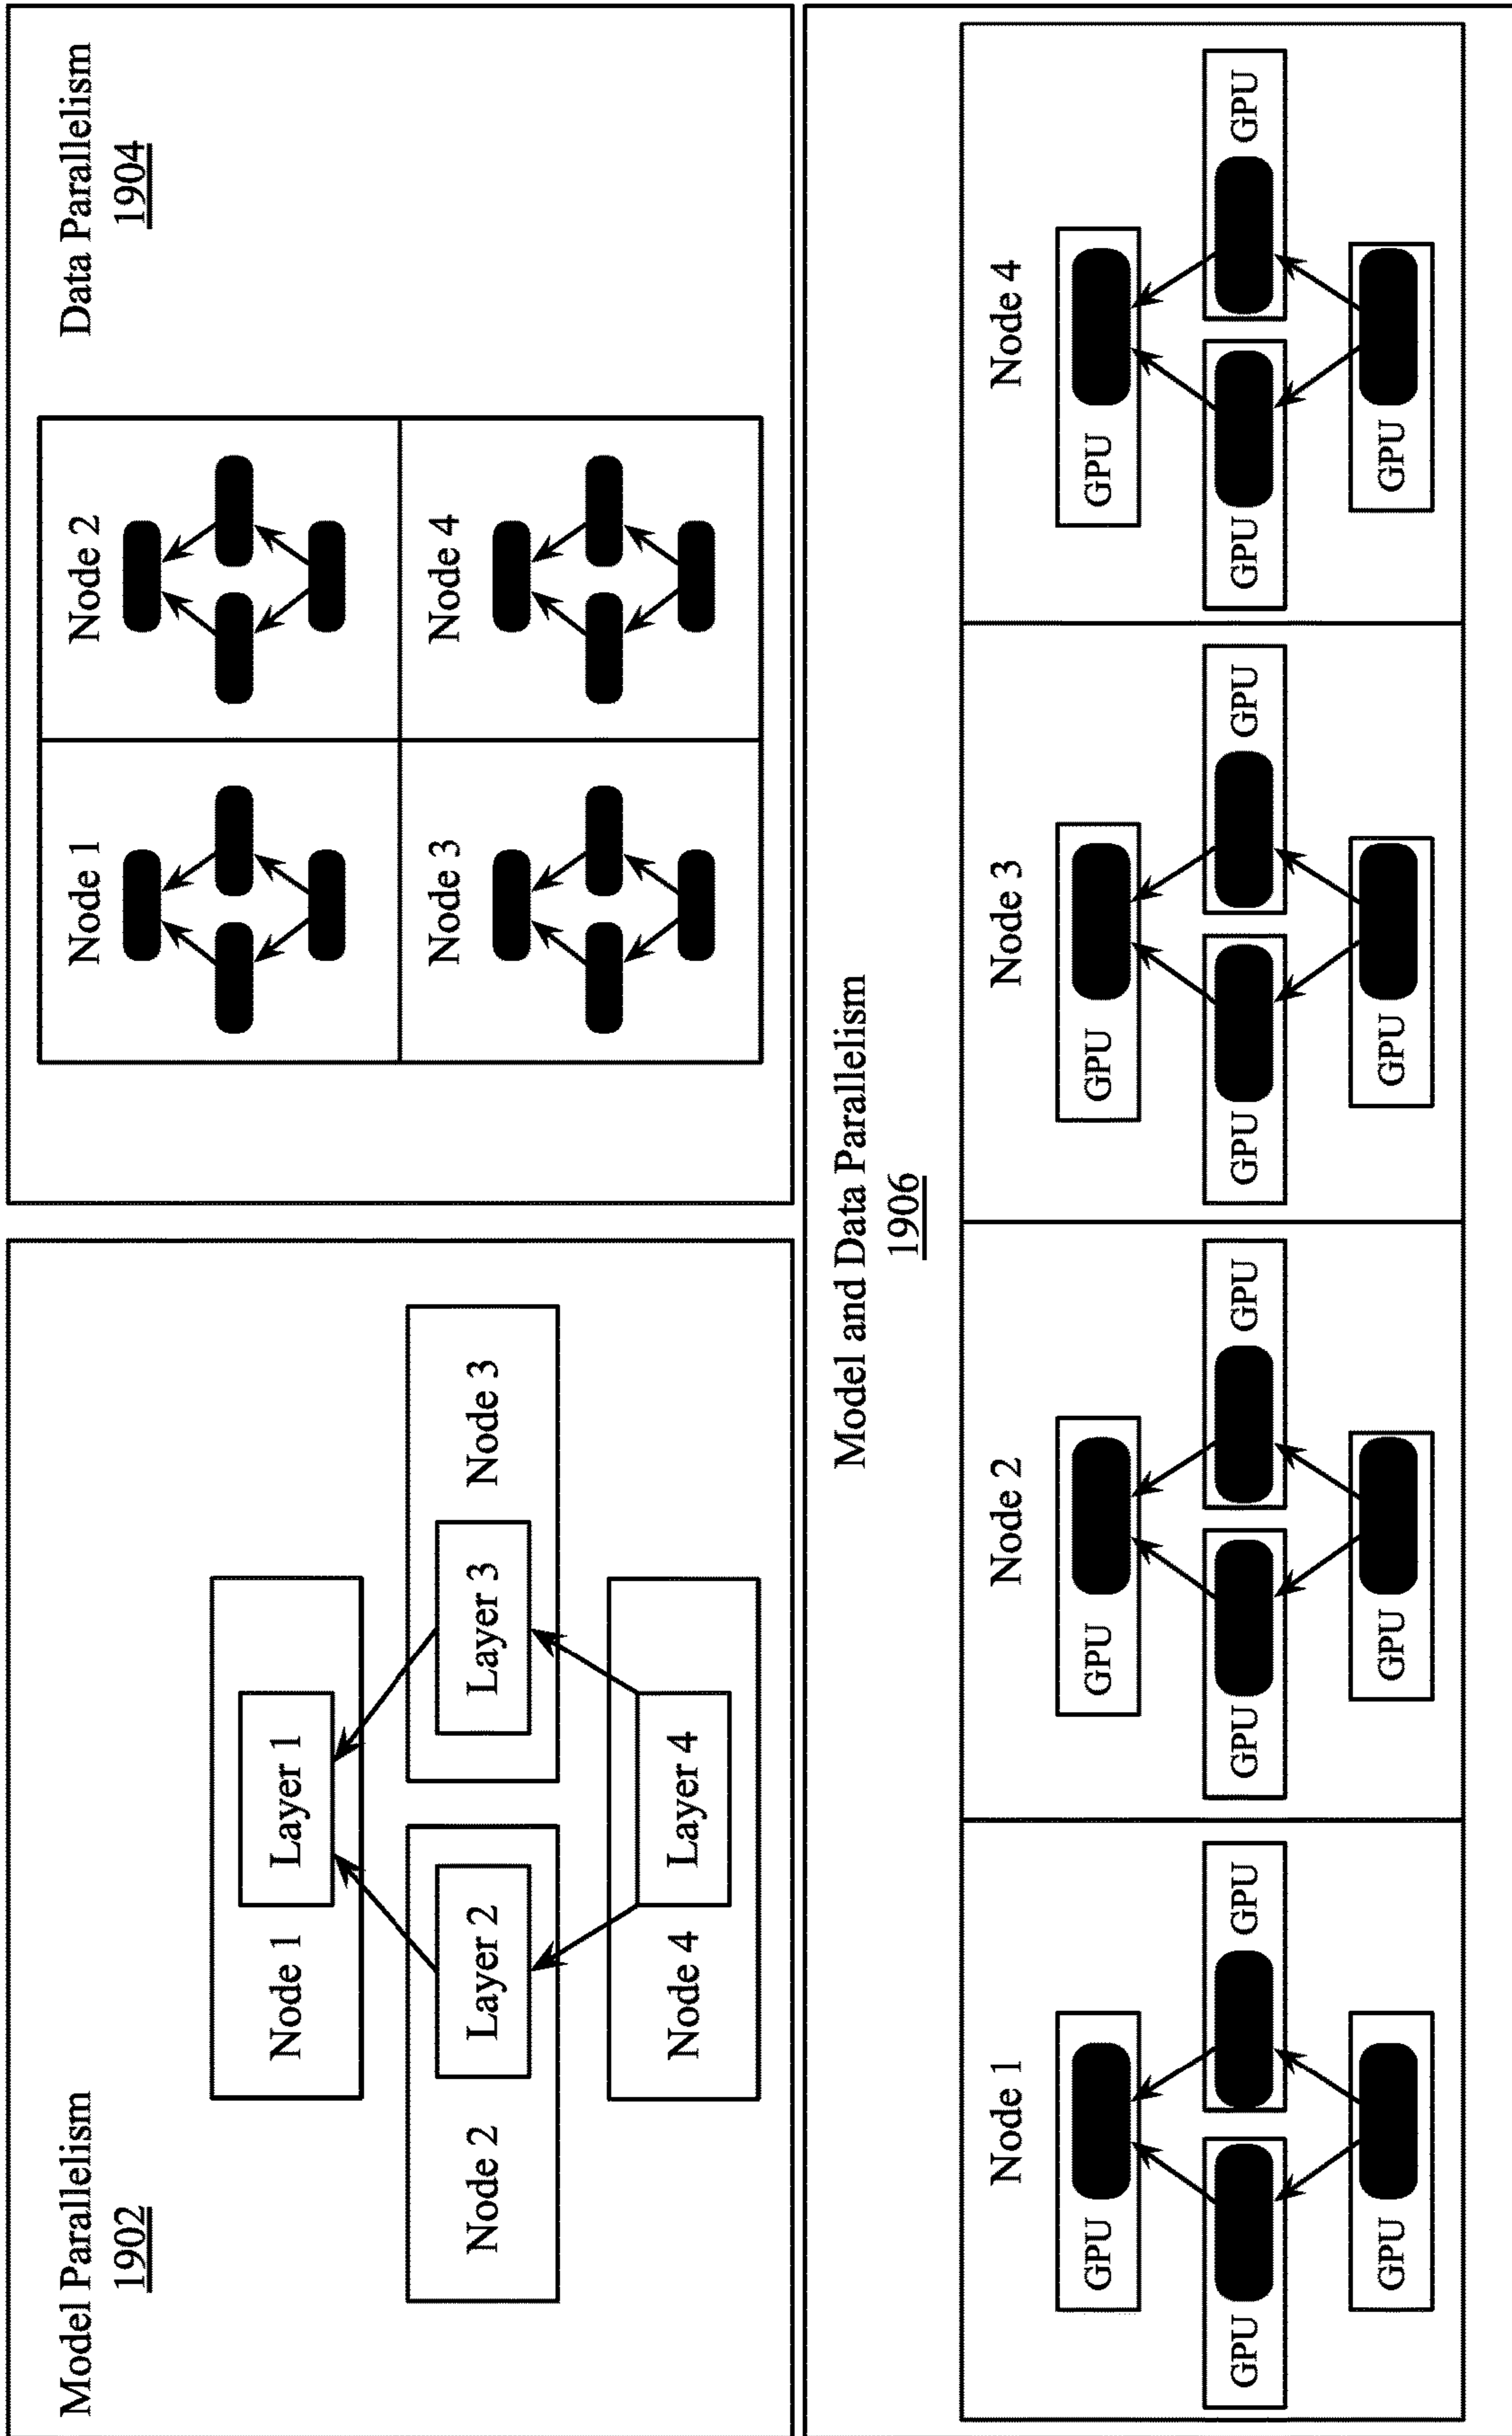 Model Parallelism
1902
Node 1
Layer 1
Node 2
Layer 2
Layer 3
Node 3
Node 4
Layer 4
Data Parallelism
1904
Node 1
Node 2
Node 3
Node 4
Model and Data Parallelism
1906
Node 1
GPU
GPU
GPU
GPU
Node 2
GPU
GPU
GPU
GPU
Node 3
GPU
GPU
GPU
GPU
Node 4
GPU
GPU
GPU
GPU